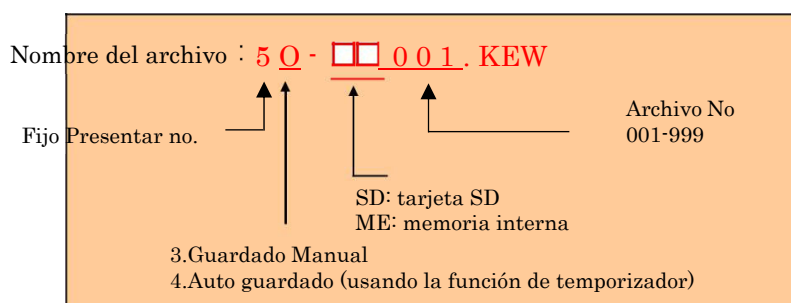 Nombre del archivo : 5 O - □□ 0 0 1 . KEW
Archivo No
Fijo Presentar no.
001-999
SD: tarjeta SD
ME: memoria interna
3.Guardado Manual
4.Auto guardado (usando la función de temporizador)